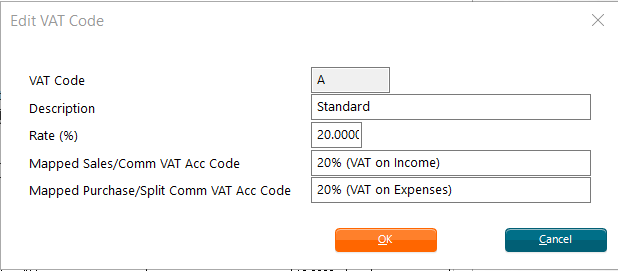 Edit VAT Code
VAT Code A
Description Standard
Rate (%) 20.000
Mapped Sales/Comm VAT Acc Code 20% (VAT on Income)
Mapped Purchase/Split Comm VAT Acc Code 20% (VAT on Expenses)
OK Cancel